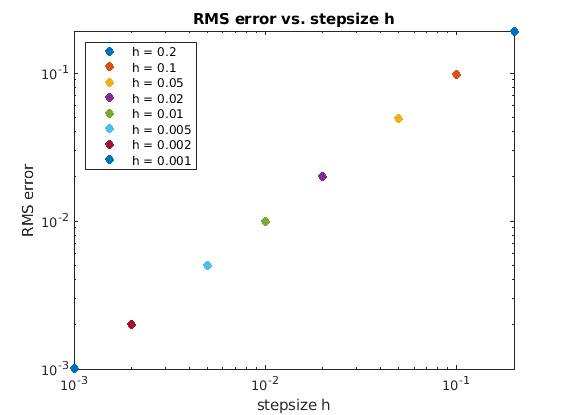 RMS error vs. stepsize h
h = 0.2
h = 0.1
h = 0.05
h = 0.02
h = 0.01
h = 0.005
h = 0.002
h = 0.001
10^-1
10^-2
10^-3
RMS error
10^-3 10^-2 10^-1
stepsize h